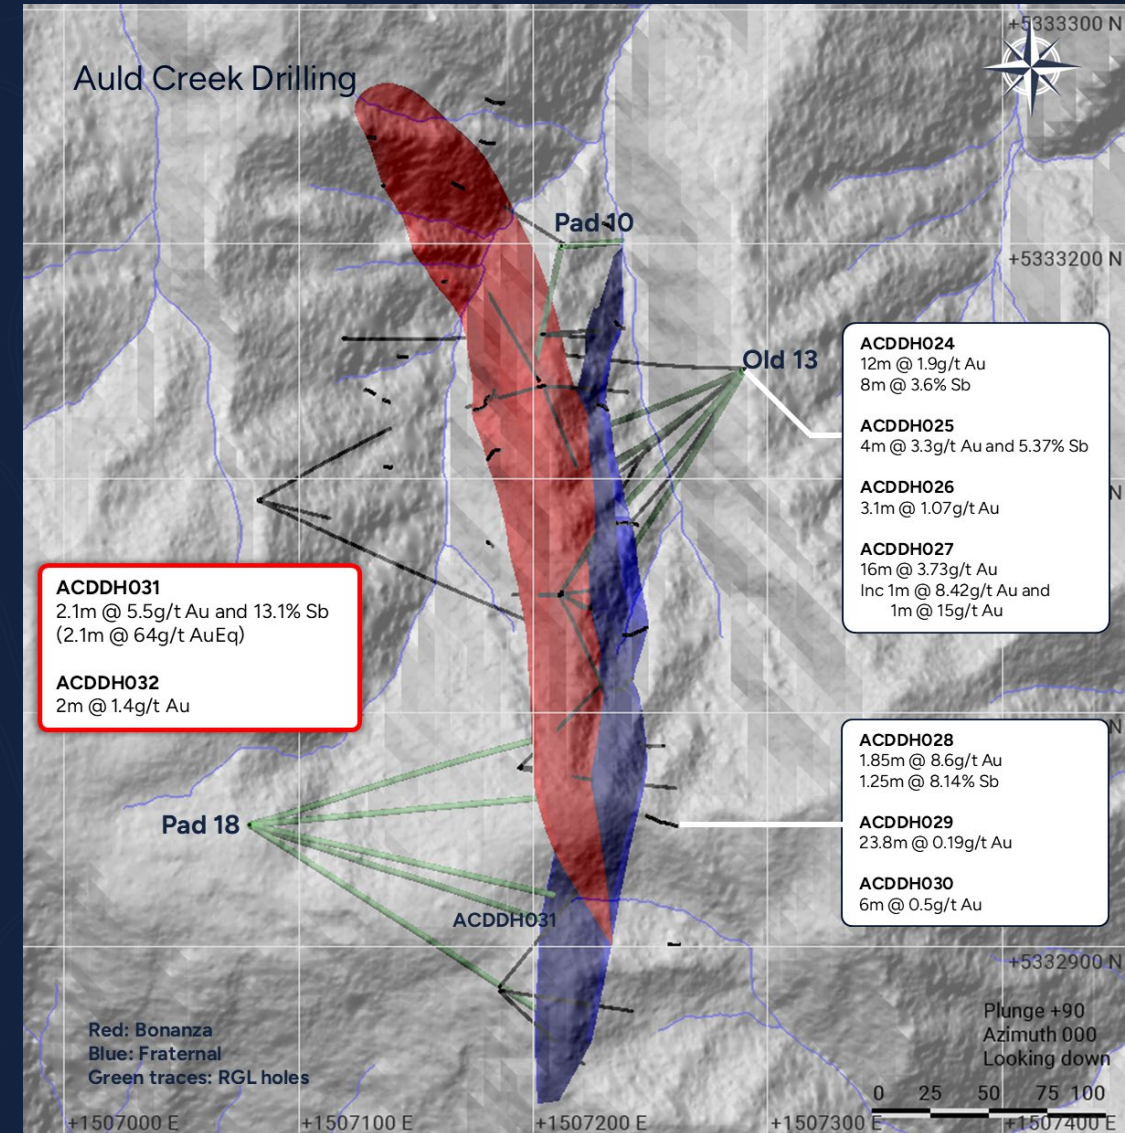 +5333300 N
Auld Creek Drilling
Pad 10
+5333200 N
Old 13
ACDDH024
12m @ 1.9g/t Au
8m @ 3.6% Sb
ACDDH025
4m @ 3.3g/t Au and 5.37% Sb
ACDDH026
3.1m @ 1.07g/t Au
ACDDH027
16m @ 3.73g/t Au
Inc 1m @ 8.42g/t Au and
1m @ 15g/t Au
N
ACDDH031
2.1m @ 5.5g/t Au and 13.1% Sb
(2.1m @ 64g/t AuEq)
ACDDH032
2m @ 1.4g/t Au
N
ACDDH028
1.85m @ 8.6g/t Au
1.25m @ 8.14% Sb
ACDDH029
23.8m @ 0.19g/t Au
ACDDH030
6m @ 0.5g/t Au
Pad 18
ACDDH031
+5332900 N
Red: Bonanza
Blue: Fraternal
Green traces: RGL holes
Plunge +90
Azimuth 000
Looking down
0 25 50 75 100
+1507000 E +1507100 E +1507200 E +1507300 E +1507400 E